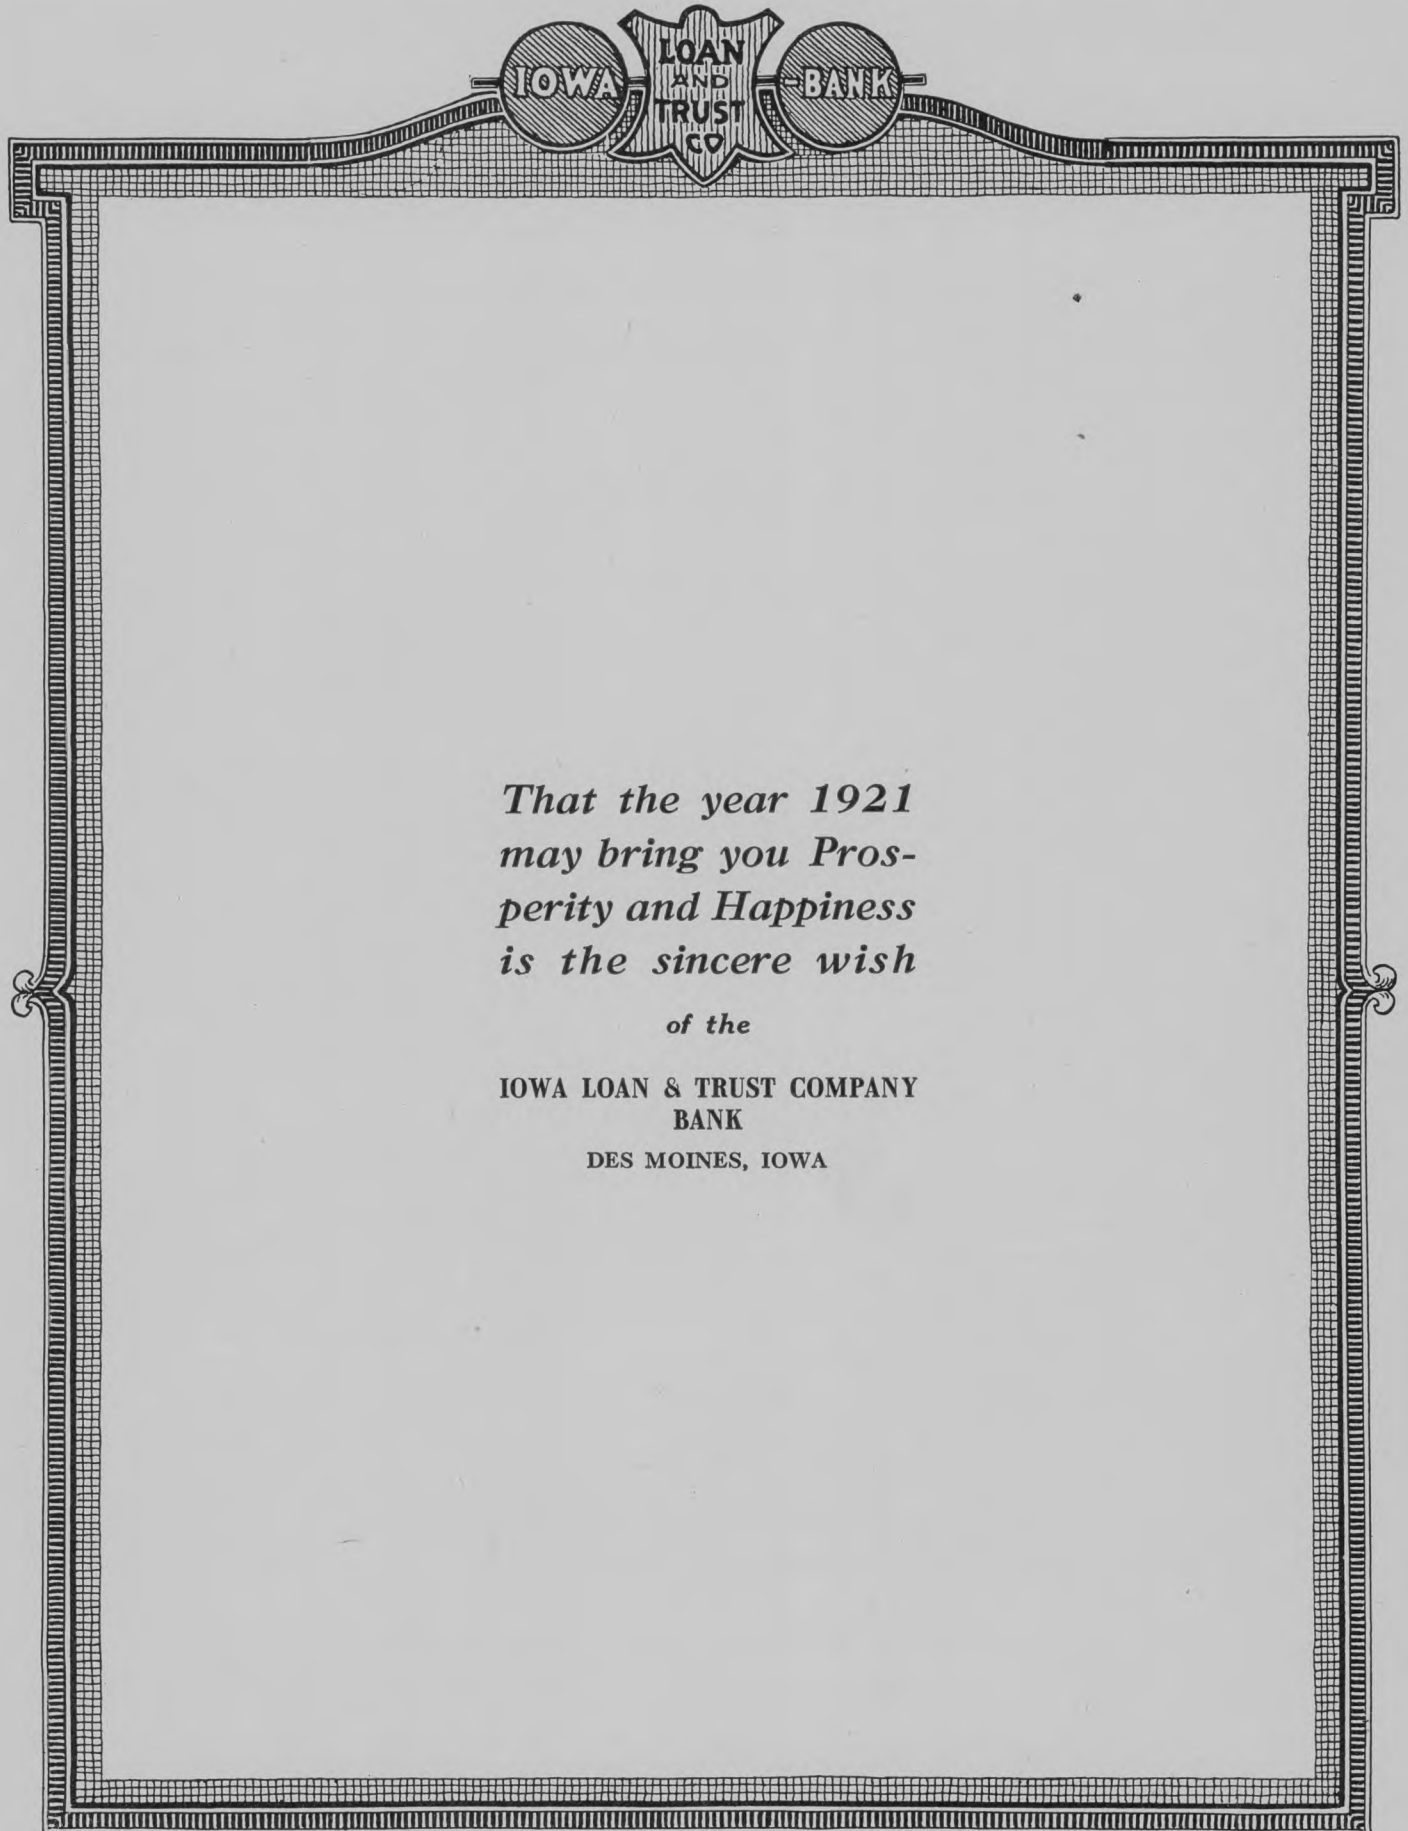 IOWA LOAN AND TRUST CO -BANK
That the year 1921
may bring you Pros-
perity and Happiness
is the sincere wish
of the
IOWA LOAN & TRUST COMPANY
BANK
DES MOINES, IOWA